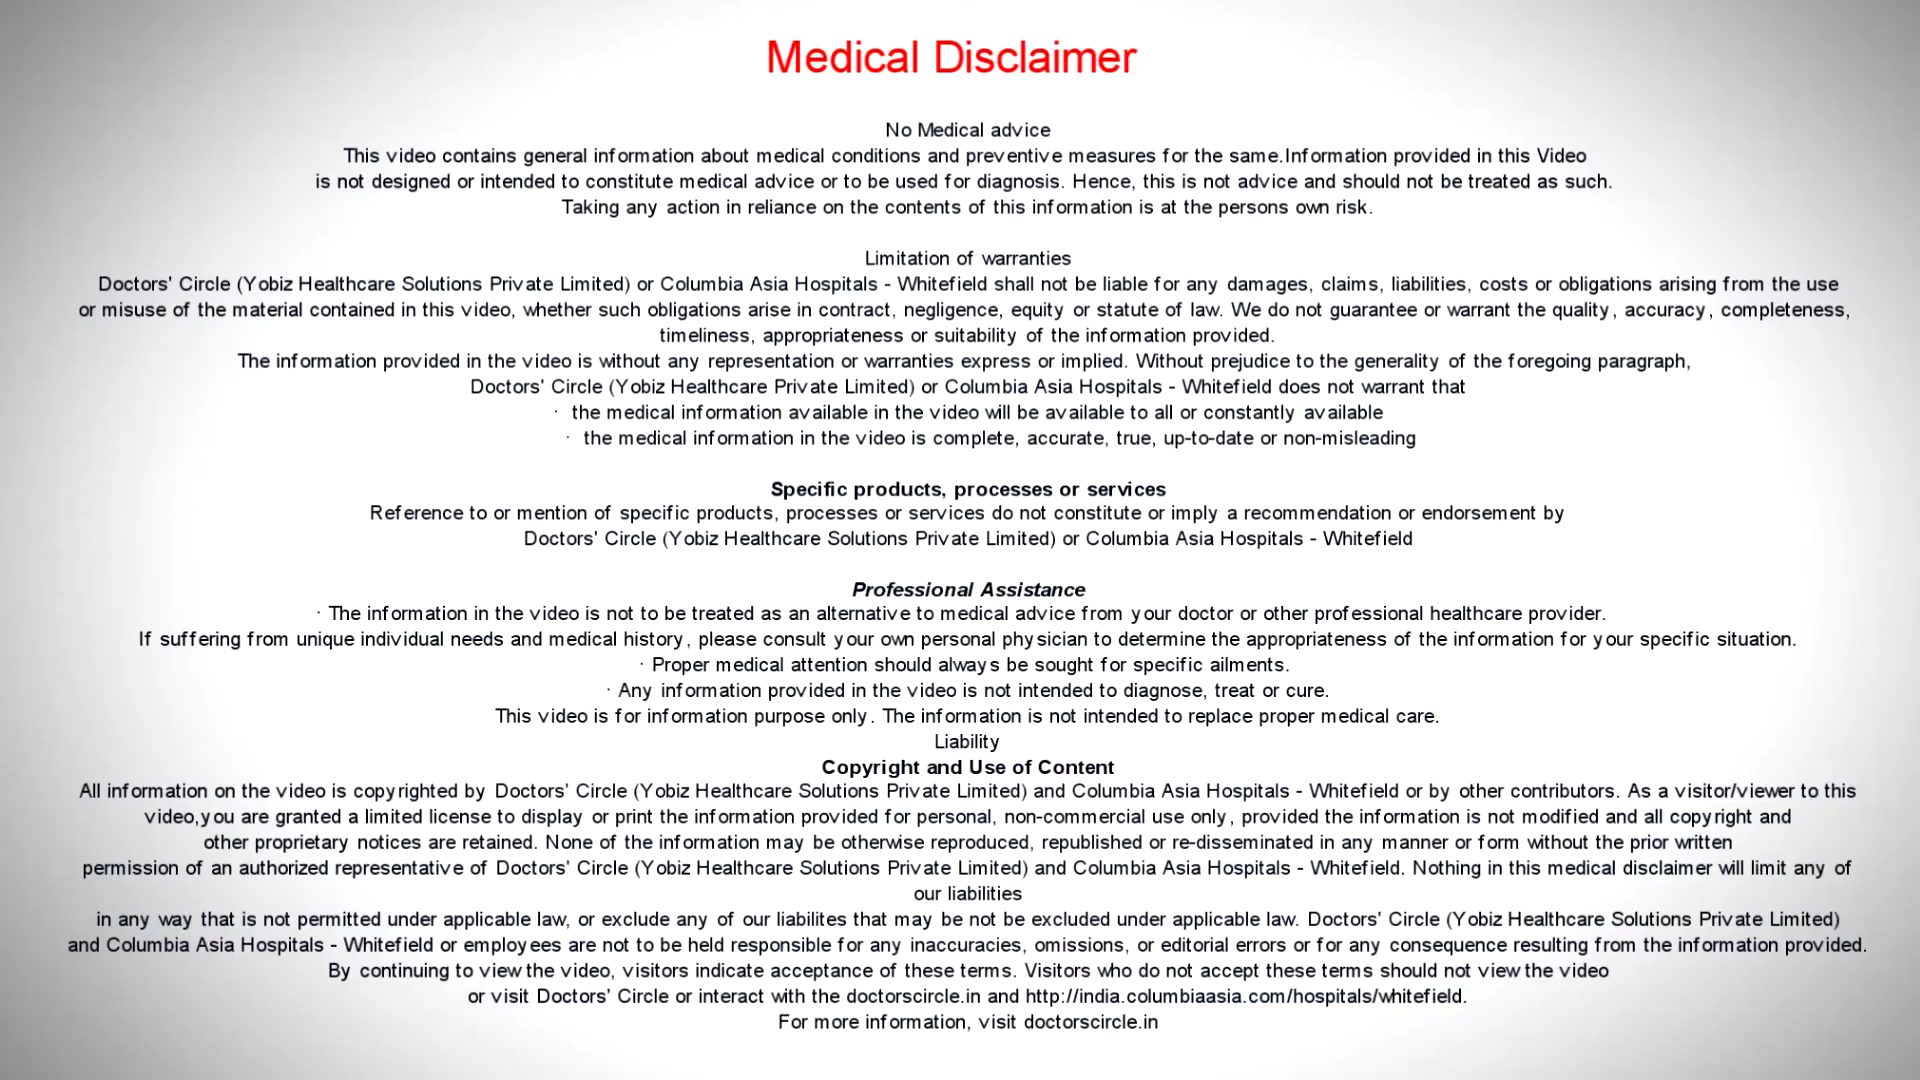 Medical Disclaimer
No Medical advice
This video contains general information about medical conditions and preventive measures for the same.Information provided in this Video
is not designed or intended to constitute medical advice or to be used for diagnosis. Hence, this is not advice and should not be treated as such.
Taking any action in reliance on the contents of this information is at the persons own risk.
Limitation of warranties
Doctors' Circle (Yobiz Healthcare Solutions Private Limited) or Columbia Asia Hospitals - Whitefield shall not be liable for any damages, claims, liabilities, costs or obligations arising from the use
or misuse of the material contained in this video, whether such obligations arise in contract, negligence, equity or statute of law. We do not guarantee or warrant the quality, accuracy, completeness,
timeliness, appropriateness or suitability of the information provided.
The information provided in the video is without any representation or warranties express or implied. Without prejudice to the generality of the foregoing paragraph,
Doctors' Circle (Yobiz Healthcare Private Limited) or Columbia Asia Hospitals - Whitefield does not warrant that
· the medical information available in the video will be available to all or constantly available
· the medical information in the video is complete, accurate, true, up-to-date or non-misleading
Specific products, processes or services
Reference to or mention of specific products, processes or services do not constitute or imply a recommendation or endorsement by
Doctors' Circle (Yobiz Healthcare Solutions Private Limited) or Columbia Asia Hospitals - Whitefield
Professional Assistance
· The information in the video is not to be treated as an alternative to medical advice from your doctor or other professional healthcare provider.
If suffering from unique individual needs and medical history, please consult your own personal physician to determine the appropriateness of the information for your specific situation.
· Proper medical attention should always be sought for specific ailments.
· Any information provided in the video is not intended to diagnose, treat or cure.
This video is for information purpose only. The information is not intended to replace proper medical care.
Liability
Copyright and Use of Content
All information on the video is copyrighted by Doctors' Circle (Yobiz Healthcare Solutions Private Limited) and Columbia Asia Hospitals - Whitefield or by other contributors. As a visitor/viewer to this
video,you are granted a limited license to display or print the information provided for personal, non-commercial use only, provided the information is not modified and all copyright and
other proprietary notices are retained. None of the information may be otherwise reproduced, republished or re-disseminated in any manner or form without the prior written
permission of an authorized representative of Doctors' Circle (Yobiz Healthcare Solutions Private Limited) and Columbia Asia Hospitals - Whitefield. Nothing in this medical disclaimer will limit any of
our liabilities
in any way that is not permitted under applicable law, or exclude any of our liabilites that may be not be excluded under applicable law. Doctors' Circle (Yobiz Healthcare Solutions Private Limited)
and Columbia Asia Hospitals - Whitefield or employees are not to be held responsible for any inaccuracies, omissions, or editorial errors or for any consequence resulting from the information provided.
By continuing to view the video, visitors indicate acceptance of these terms. Visitors who do not accept these terms should not view the video
or visit Doctors' Circle or interact with the doctorscircle.in and http://india.columbiaasia.com/hospitals/whitefield.
For more information, visit doctorscircle.in